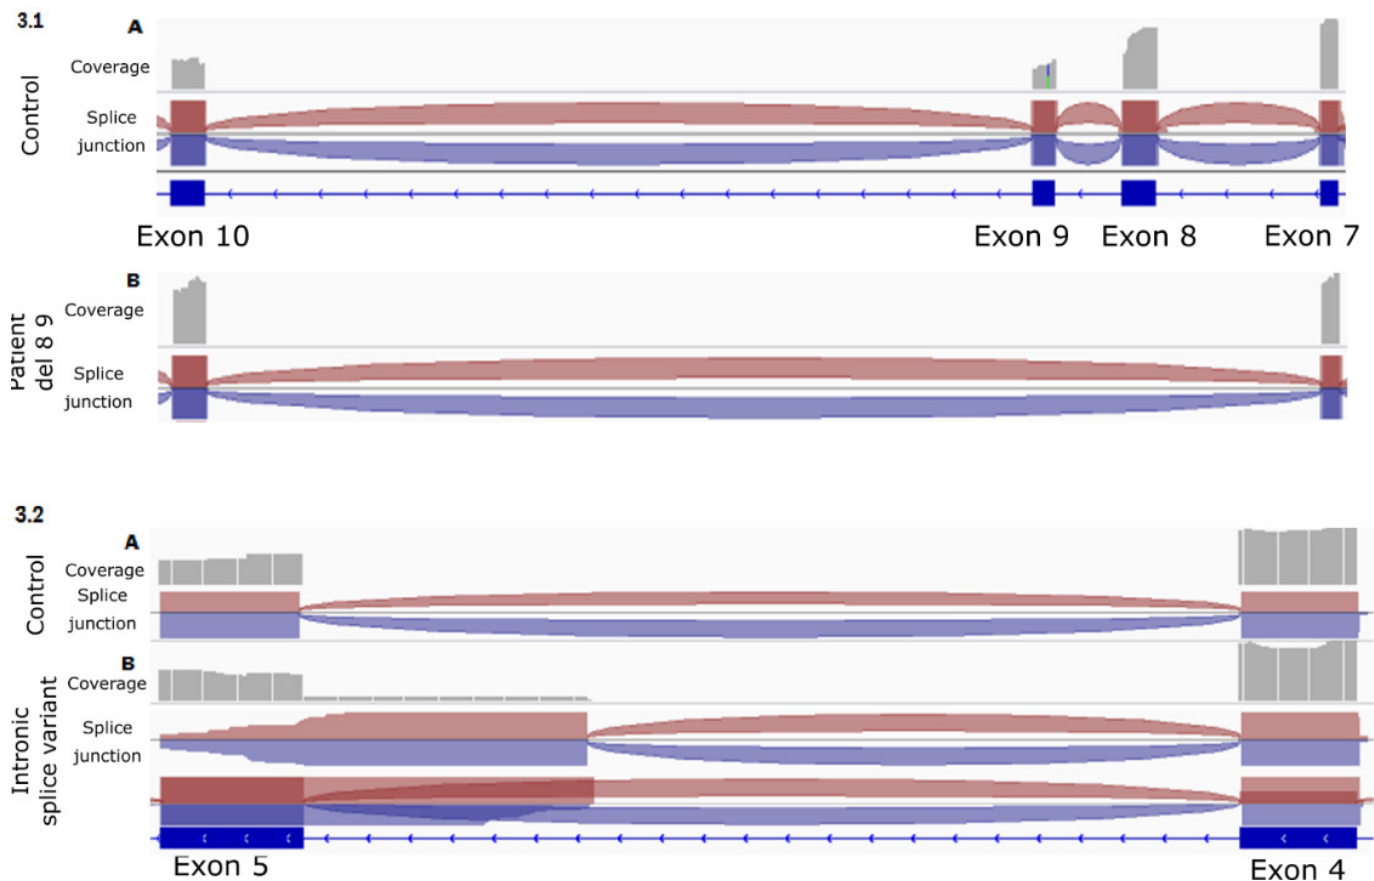 3.1
A
Control
Coverage
Splice
junction
Exon 10
Exon 9
Exon 8
Exon 7
B
Patient
del 8 9
Coverage
Splice
junction
3.2
A
Control
Coverage
Splice
junction
B
Intronic
splice variant
Coverage
Splice
junction
Exon 5
Exon 4